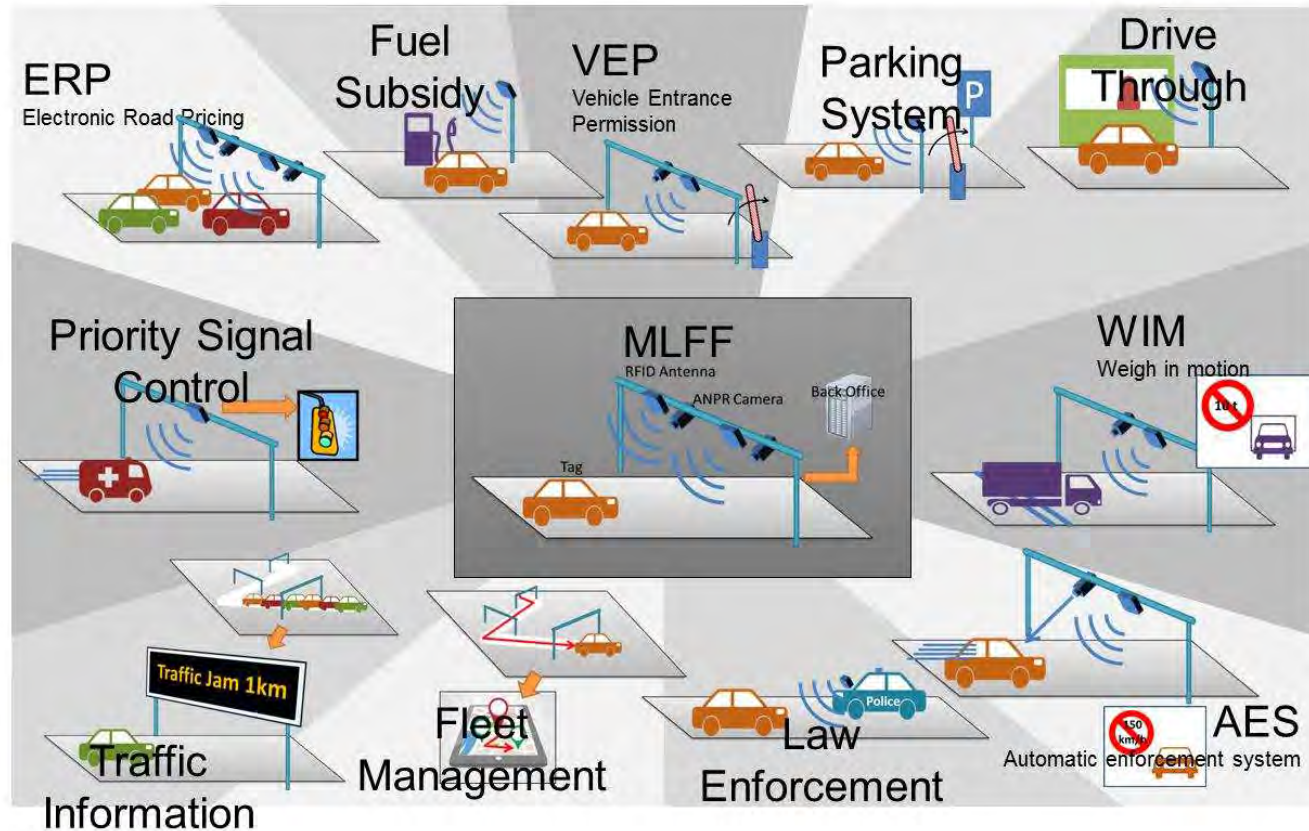 ERP
Electronic Road Pricing
Fuel
Subsidy
VEP
Vehicle Entrance
Permission
Parking
System
P
Drive
Through
Priority Signal
Control
MLFF
RFID Antenna
ANPR Camera
Back Office
Tag
WIM
Weigh in motion
10 t
Traffic Jam 1km
Traffic
Information
Fleet
Management
Police
Law
Enforcement
150
km/h
AES
Automatic enforcement system